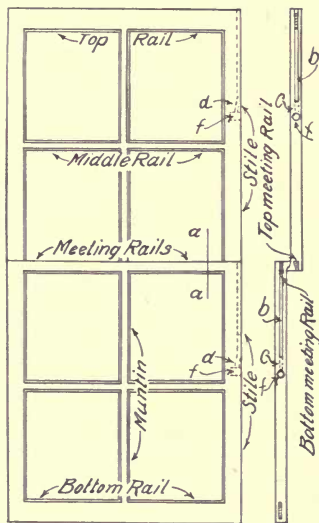 Top Rail
b
d
a
f
f
Stile
Top meeting Rail
Middle Rail
a
Meeting Rails
a
b
d
a
f
f
Muntin
Stile
Bottom meeting Rail
Bottom Rail